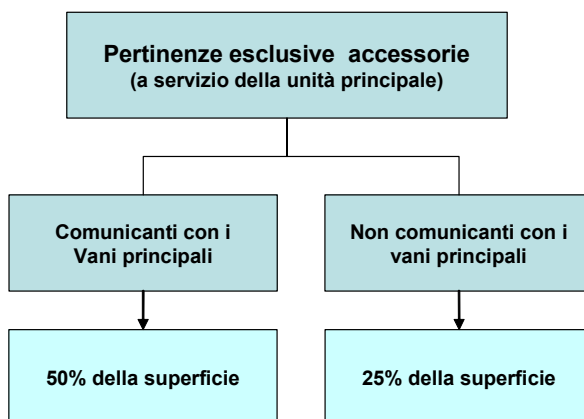 Pertinenze esclusive accessorie
(a servizio della unità principale)
Comunicanti con i
Vani principali
Non comunicanti con i
vani principali
50% della superficie
25% della superficie